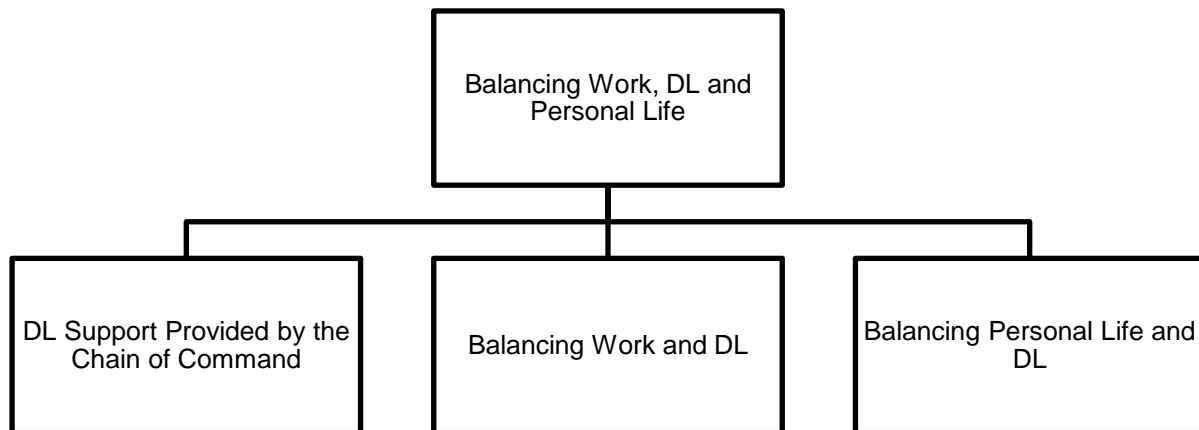 Balancing Work, DL and
Personal Life
DL Support Provided by the
Chain of Command
Balancing Work and DL
Balancing Personal Life and
DL